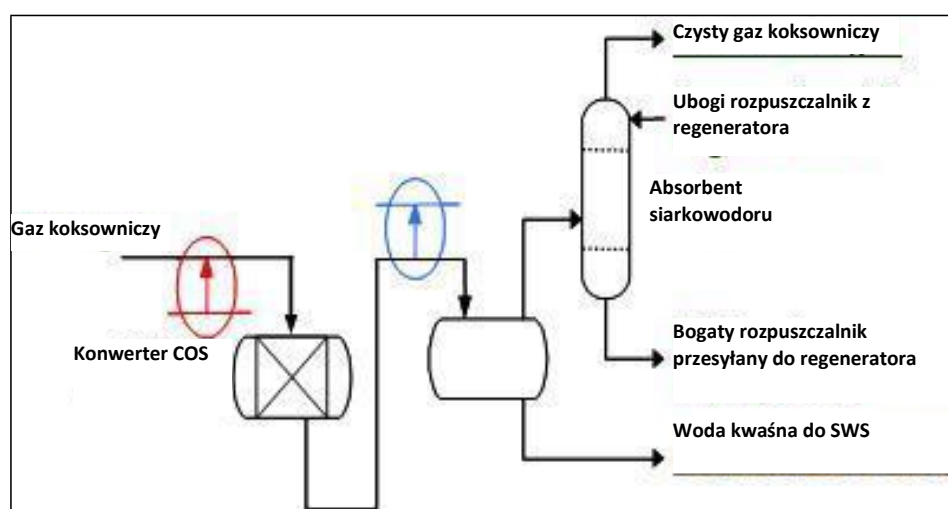 Czysty gaz koksowniczy
Ubogi rozpuszczalnik z
regeneratora
Absorbent
siarkowodoru
Gaz koksowniczy
Konwerter COS
Bogaty rozpuszczalnik
przesyłany do regeneratora
Woda kwaśna do SWS